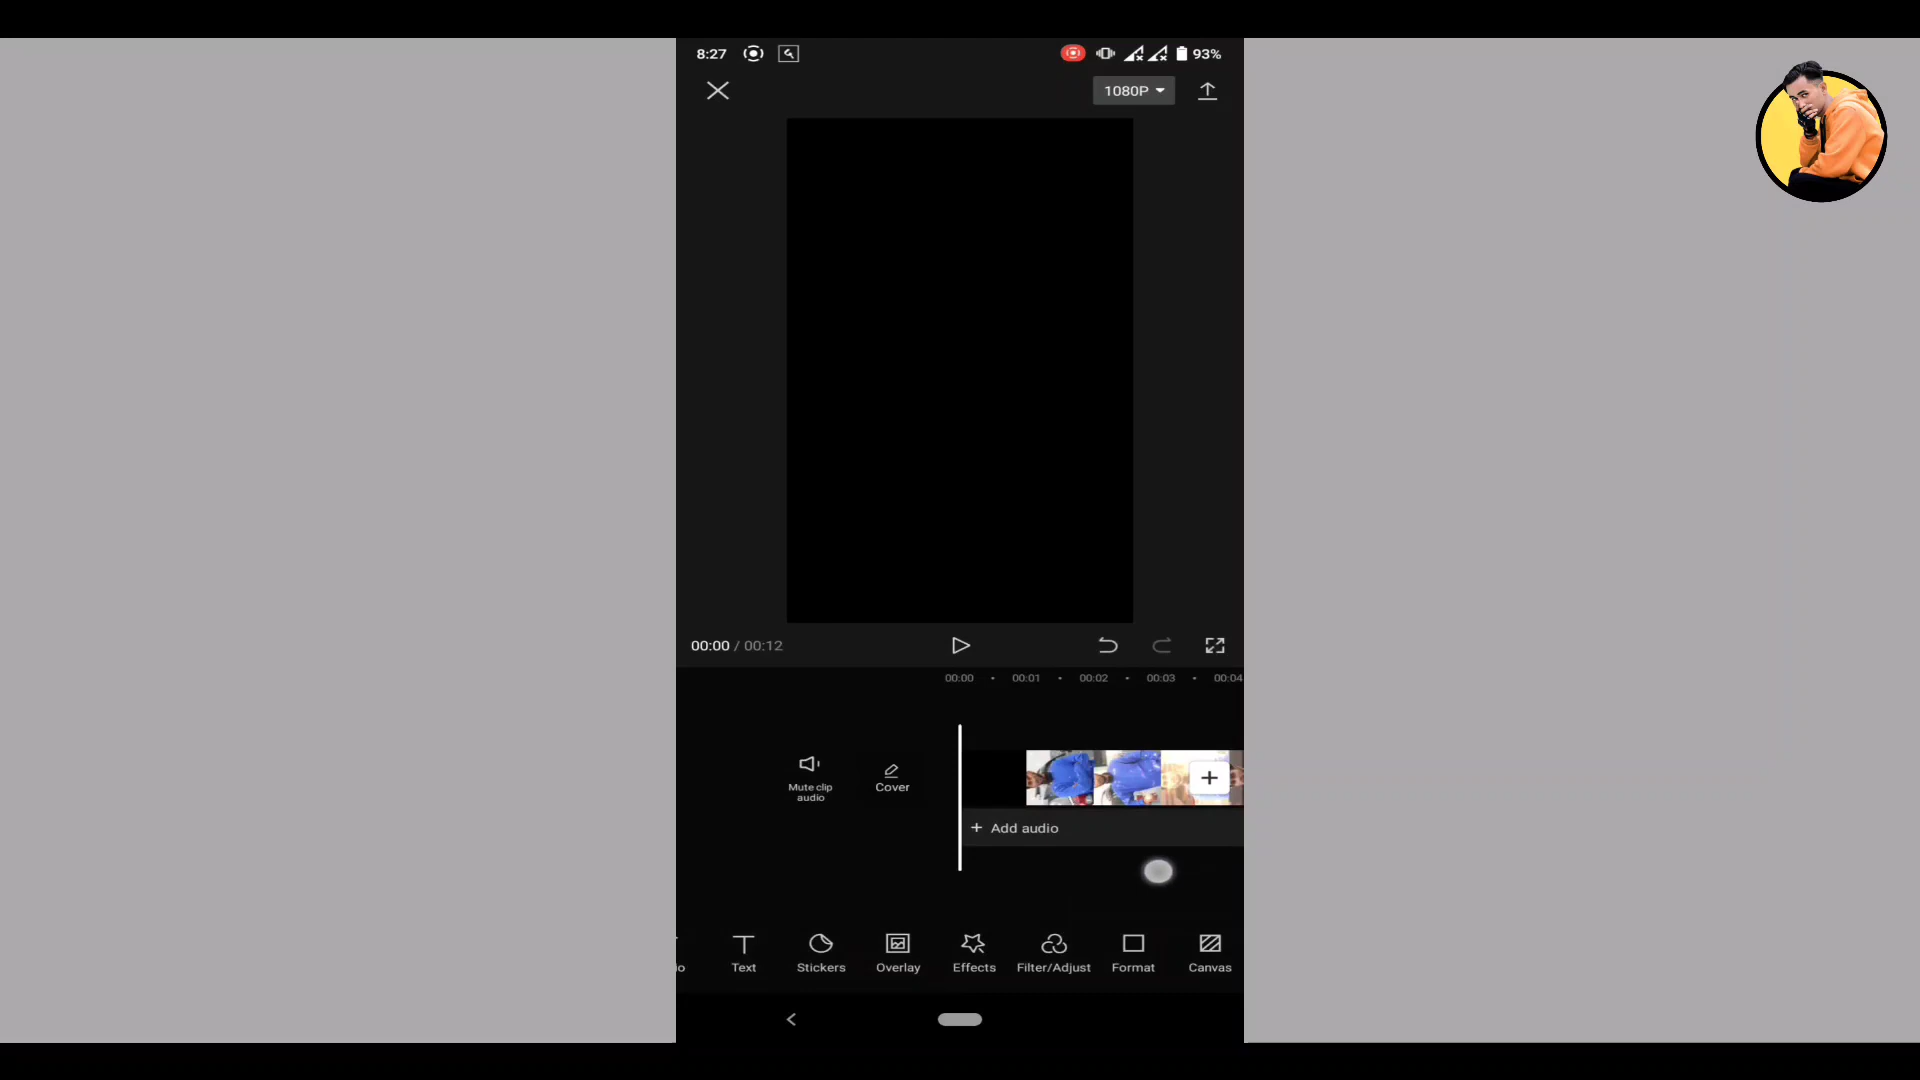 8:27
93%
1080P
00:00 / 00:12
00:00 00:01 00:02 00:03 00:04
Mute clip
audio
Cover
+ Add audio
Text Stickers Overlay Effects Filter/Adjust Format Canvas